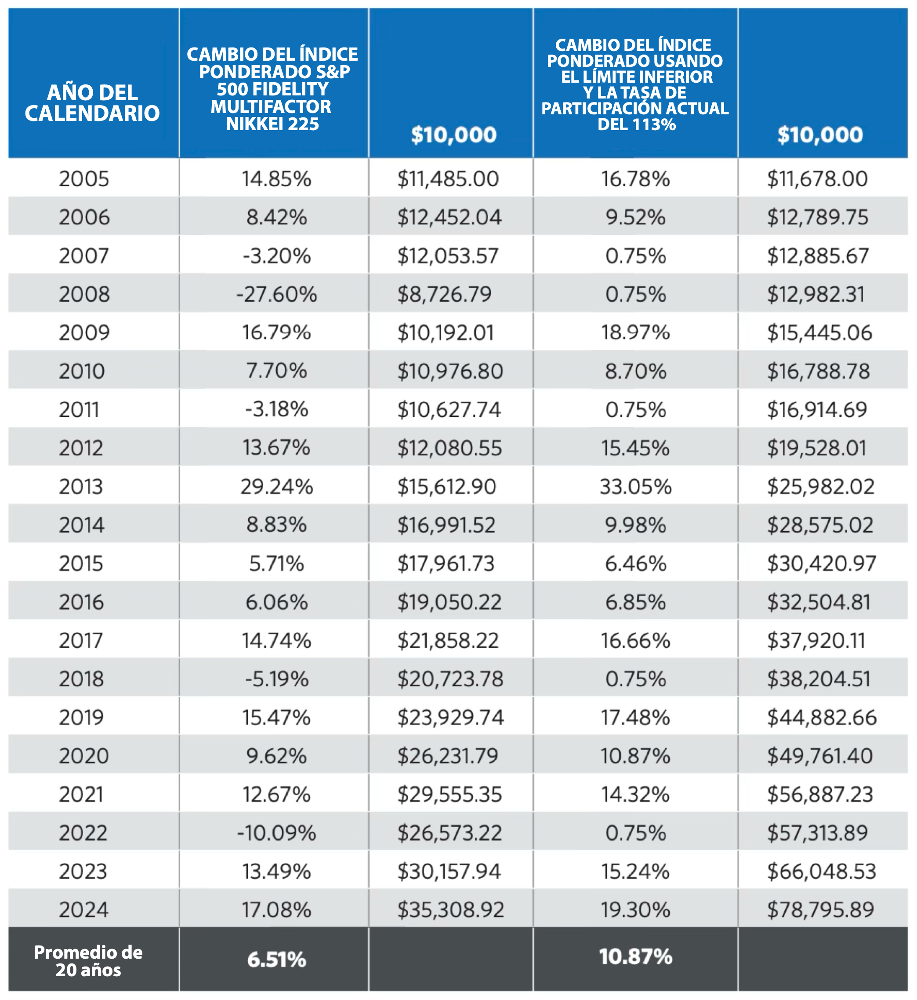 AÑO DEL
CALENDARIO
CAMBIO DEL ÍNDICE
PONDERADO S&P
500 FIDELITY
MULTIFACTOR
NIKKEI 225
$10,000
CAMBIO DEL ÍNDICE
PONDERADO USANDO
EL LÍMITE INFERIOR
Y LA TASA DE
PARTICIPACIÓN ACTUAL
DEL 113%
$10,000
2005 14.85% $11,485.00 16.78% $11,678.00
2006 8.42% $12,452.04 9.52% $12,789.75
2007 -3.20% $12,053.57 0.75% $12,885.67
2008 -27.60% $8,726.79 0.75% $12,982.31
2009 16.79% $10,192.01 18.97% $15,445.06
2010 7.70% $10,976.80 8.70% $16,788.78
2011 -3.18% $10,627.74 0.75% $16,914.69
2012 13.67% $12,080.55 15.45% $19,528.01
2013 29.24% $15,612.90 33.05% $25,982.02
2014 8.83% $16,991.52 9.98% $28,575.02
2015 5.71% $17,961.73 6.46% $30,420.97
2016 6.06% $19,050.22 6.85% $32,504.81
2017 14.74% $21,858.22 16.66% $37,920.11
2018 -5.19% $20,723.78 0.75% $38,204.51
2019 15.47% $23,929.74 17.48% $44,882.66
2020 9.62% $26,231.79 10.87% $49,761.40
2021 12.67% $29,555.35 14.32% $56,887.23
2022 -10.09% $26,573.22 0.75% $57,313.89
2023 13.49% $30,157.94 15.24% $66,048.53
2024 17.08% $35,308.92 19.30% $78,795.89
Promedio de
20 años
6.51%
10.87%